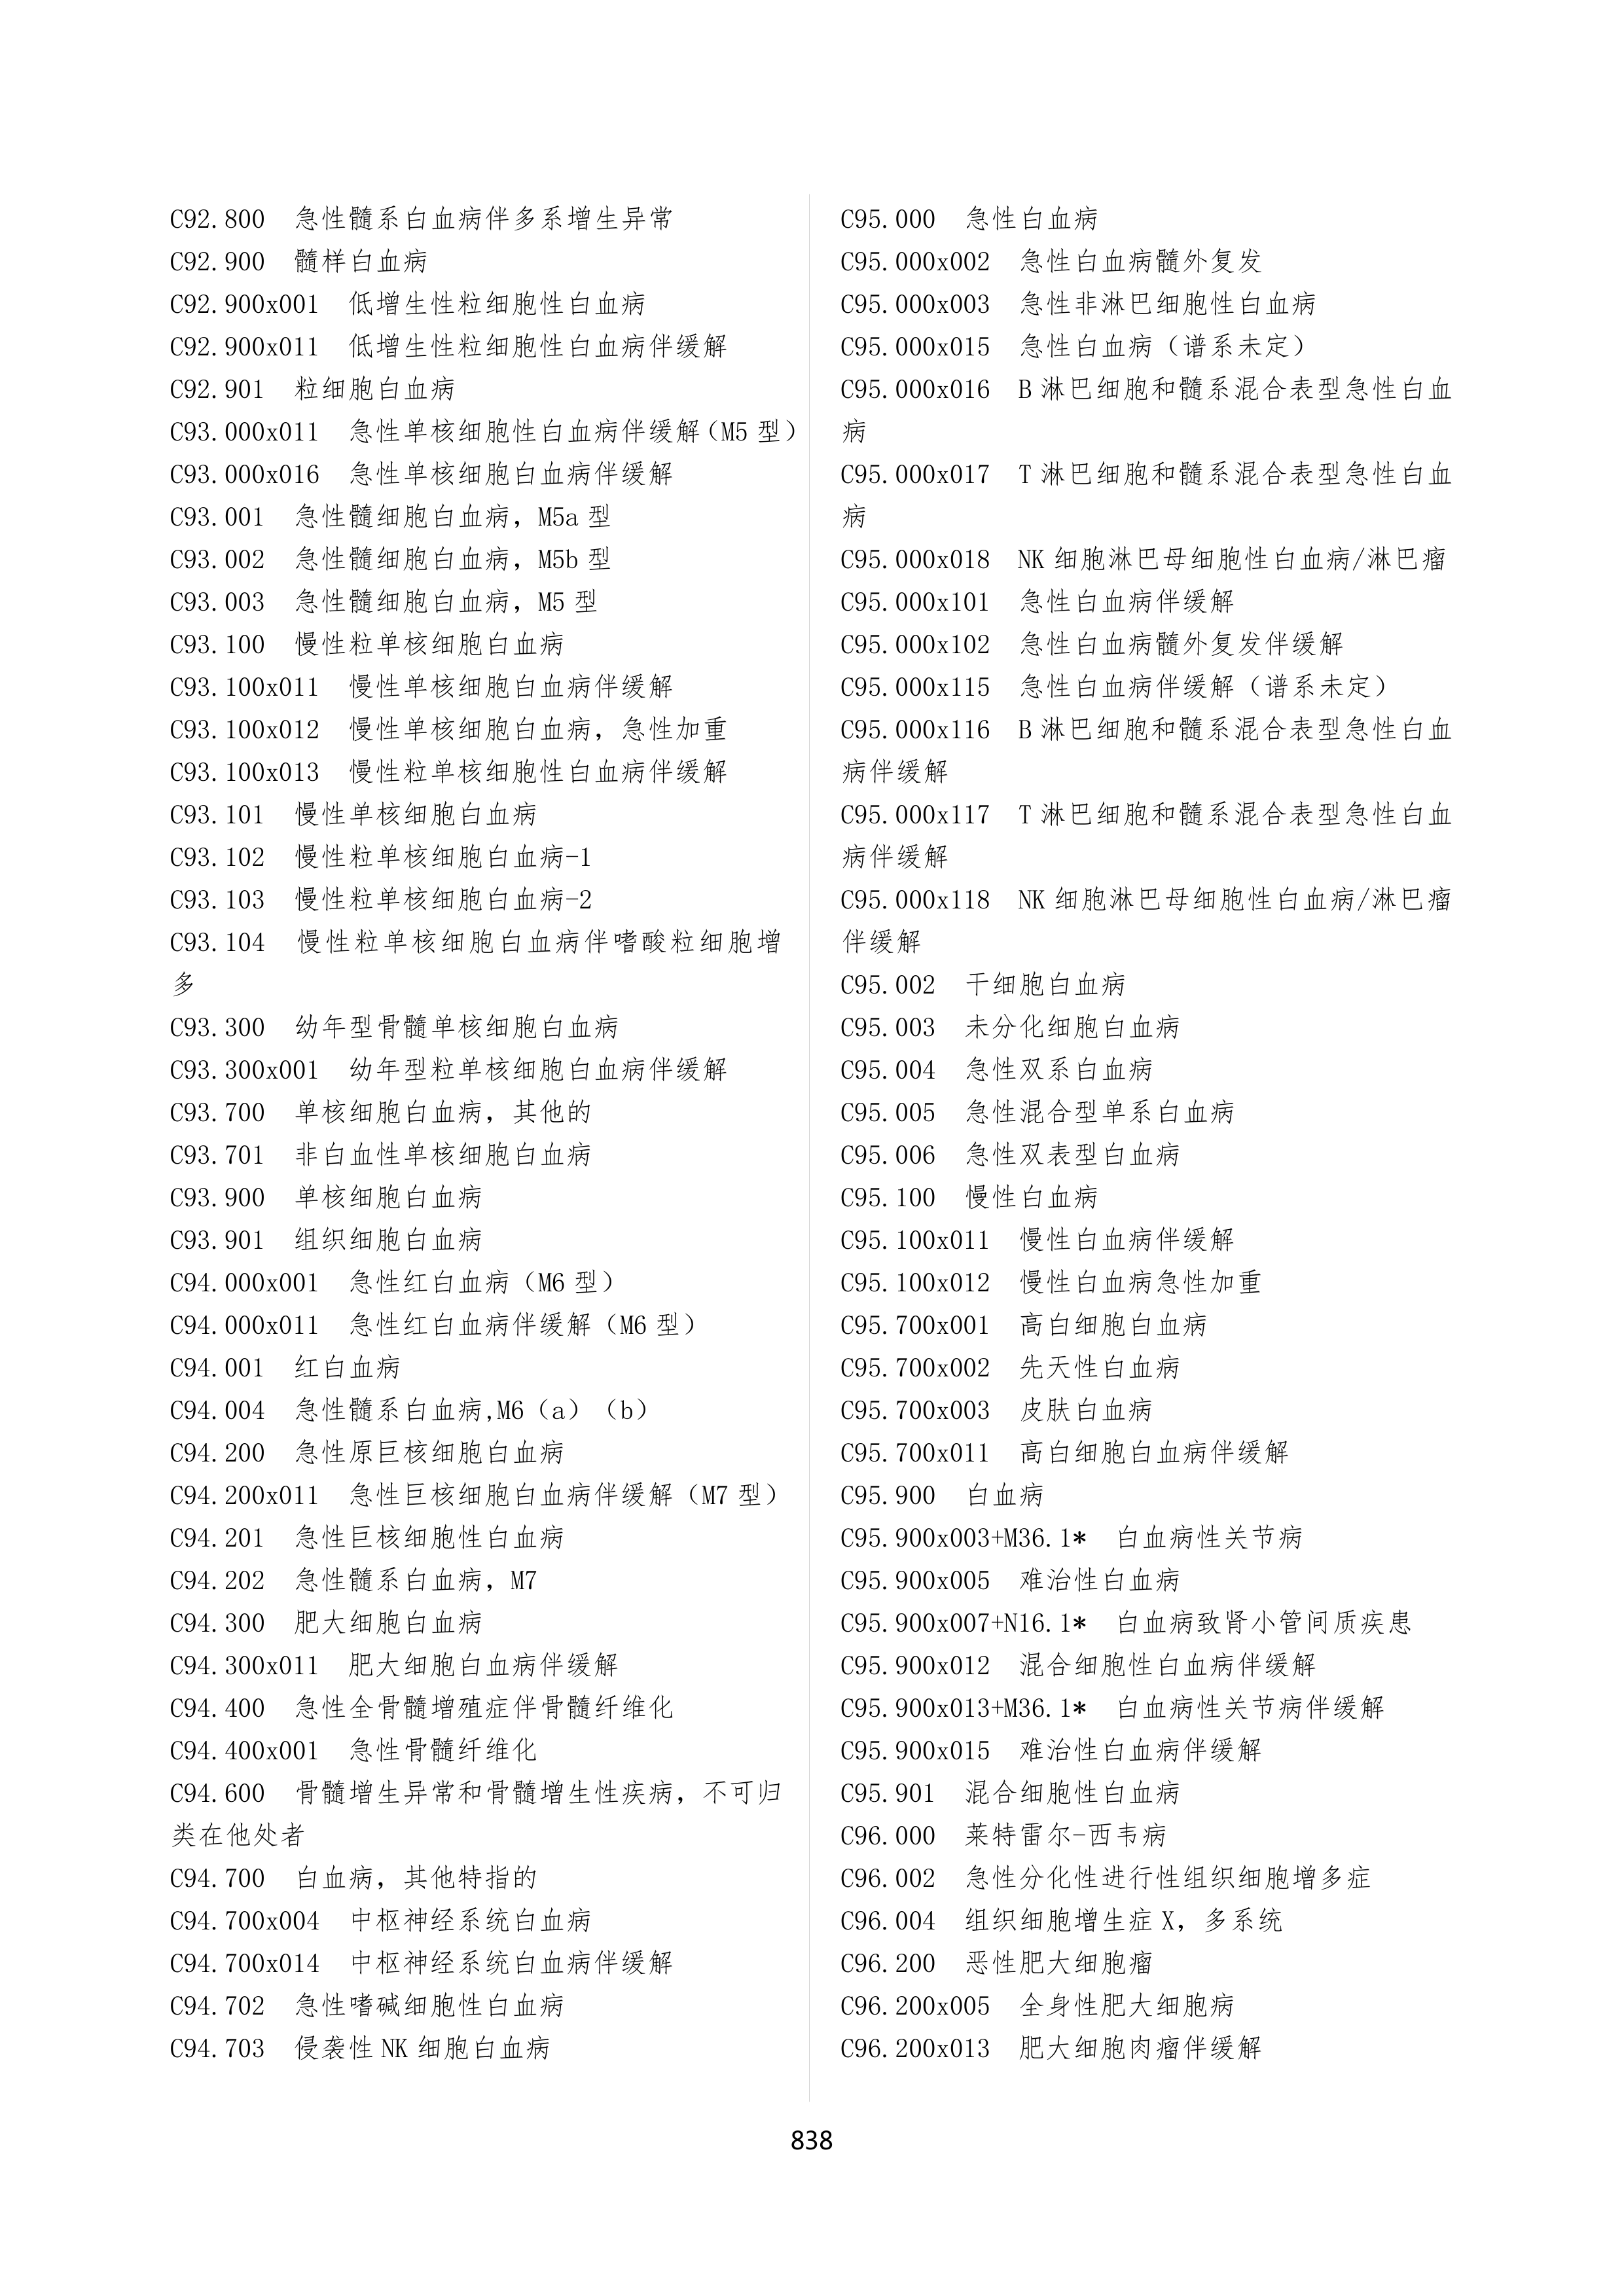 C92.800 急性髓系白血病伴多系增生异常
C92.900 髓样白血病
C92.900x001 低增生性粒细胞性白血病
C92.900x011 低增生性粒细胞性白血病伴缓解
C92.901 粒细胞白血病
C93.000x011 急性单核细胞性白血病伴缓解（M5 型）
C93.000x016 急性单核细胞白血病伴缓解
C93.001 急性髓细胞白血病，M5a 型
C93.002 急性髓细胞白血病，M5b 型
C93.003 急性髓细胞白血病，M5 型
C93.100 慢性粒单核细胞白血病
C93.100x011 慢性单核细胞白血病伴缓解
C93.100x012 慢性单核细胞白血病，急性加重
C93.100x013 慢性粒单核细胞性白血病伴缓解
C93.101 慢性单核细胞白血病
C93.102 慢性粒单核细胞白血病-1
C93.103 慢性粒单核细胞白血病-2
C93.104 慢性粒单核细胞白血病伴嗜酸粒细胞增
多
C93.300 幼年型骨髓单核细胞白血病
C93.300x001 幼年型粒单核细胞白血病伴缓解
C93.700 单核细胞白血病，其他的
C93.701 非白血性单核细胞白血病
C93.900 单核细胞白血病
C93.901 组织细胞白血病
C94.000x001 急性红白血病（M6 型）
C94.000x011 急性红白血病伴缓解（M6 型）
C94.001 红白血病
C94.004 急性髓系白血病,M6（a）（b）
C94.200 急性原巨核细胞白血病
C94.200x011 急性巨核细胞白血病伴缓解（M7 型）
C94.201 急性巨核细胞性白血病
C94.202 急性髓系白血病，M7
C94.300 肥大细胞白血病
C94.300x011 肥大细胞白血病伴缓解
C94.400 急性全骨髓增殖症伴骨髓纤维化
C94.400x001 急性骨髓纤维化
C94.600 骨髓增生异常和骨髓增生性疾病，不可归
类在他处者
C94.700 白血病，其他特指的
C94.700x004 中枢神经系统白血病
C94.700x014 中枢神经系统白血病伴缓解
C94.702 急性嗜碱细胞性白血病
C94.703 侵袭性 NK 细胞白血病
C95.000 急性白血病
C95.000x002 急性白血病髓外复发
C95.000x003 急性非淋巴细胞性白血病
C95.000x015 急性白血病（谱系未定）
C95.000x016 B 淋巴细胞和髓系混合表型急性白血
病
C95.000x017 T 淋巴细胞和髓系混合表型急性白血
病
C95.000x018 NK 细胞淋巴母细胞性白血病/淋巴瘤
C95.000x101 急性白血病伴缓解
C95.000x102 急性白血病髓外复发伴缓解
C95.000x115 急性白血病伴缓解（谱系未定）
C95.000x116 B 淋巴细胞和髓系混合表型急性白血
病伴缓解
C95.000x117 T 淋巴细胞和髓系混合表型急性白血
病伴缓解
C95.000x118 NK 细胞淋巴母细胞性白血病/淋巴瘤
伴缓解
C95.002 干细胞白血病
C95.003 未分化细胞白血病
C95.004 急性双系白血病
C95.005 急性混合型单系白血病
C95.006 急性双表型白血病
C95.100 慢性白血病
C95.100x011 慢性白血病伴缓解
C95.100x012 慢性白血病急性加重
C95.700x001 高白细胞白血病
C95.700x002 先天性白血病
C95.700x003 皮肤白血病
C95.700x011 高白细胞白血病伴缓解
C95.900 白血病
C95.900x003+M36.1* 白血病性关节病
C95.900x005 难治性白血病
C95.900x007+N16.1* 白血病致肾小管间质疾患
C95.900x012 混合细胞性白血病伴缓解
C95.900x013+M36.1* 白血病性关节病伴缓解
C95.900x015 难治性白血病伴缓解
C95.901 混合细胞性白血病
C96.000 莱特雷尔-西韦病
C96.002 急性分化性进行性组织细胞增多症
C96.004 组织细胞增生症 X，多系统
C96.200 恶性肥大细胞瘤
C96.200x005 全身性肥大细胞病
C96.200x013 肥大细胞肉瘤伴缓解
838